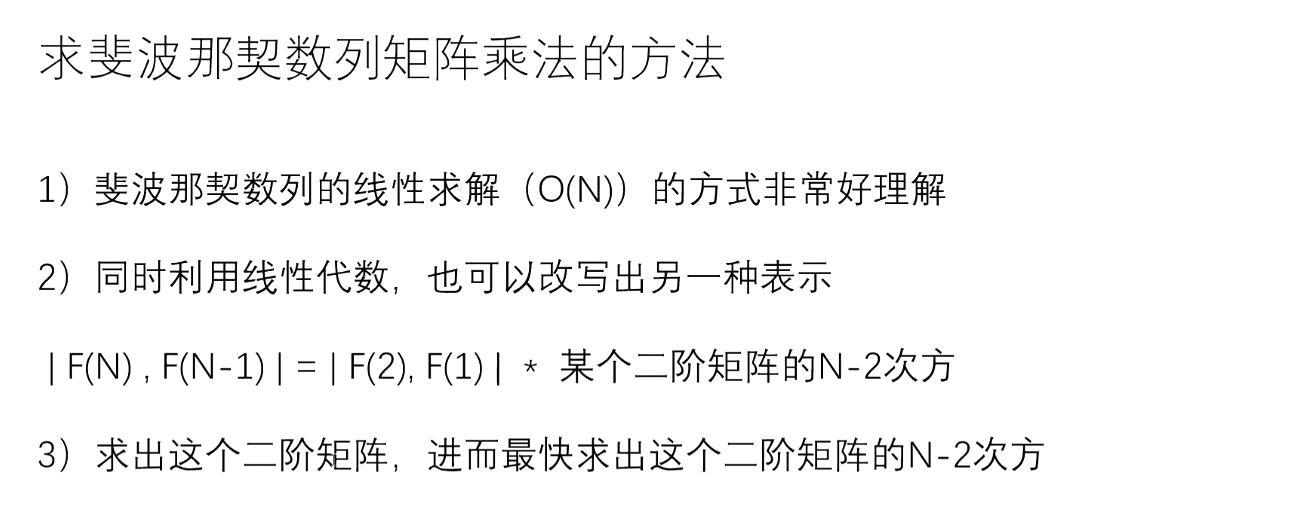 求斐波那契数列矩阵乘法的方法
1）斐波那契数列的线性求解（O(N)）的方式非常好理解
2）同时利用线性代数，也可以改写出另一种表示
| F(N) , F(N-1) | = | F(2), F(1) | * 某个二阶矩阵的N-2次方
3）求出这个二阶矩阵，进而最快求出这个二阶矩阵的N-2次方